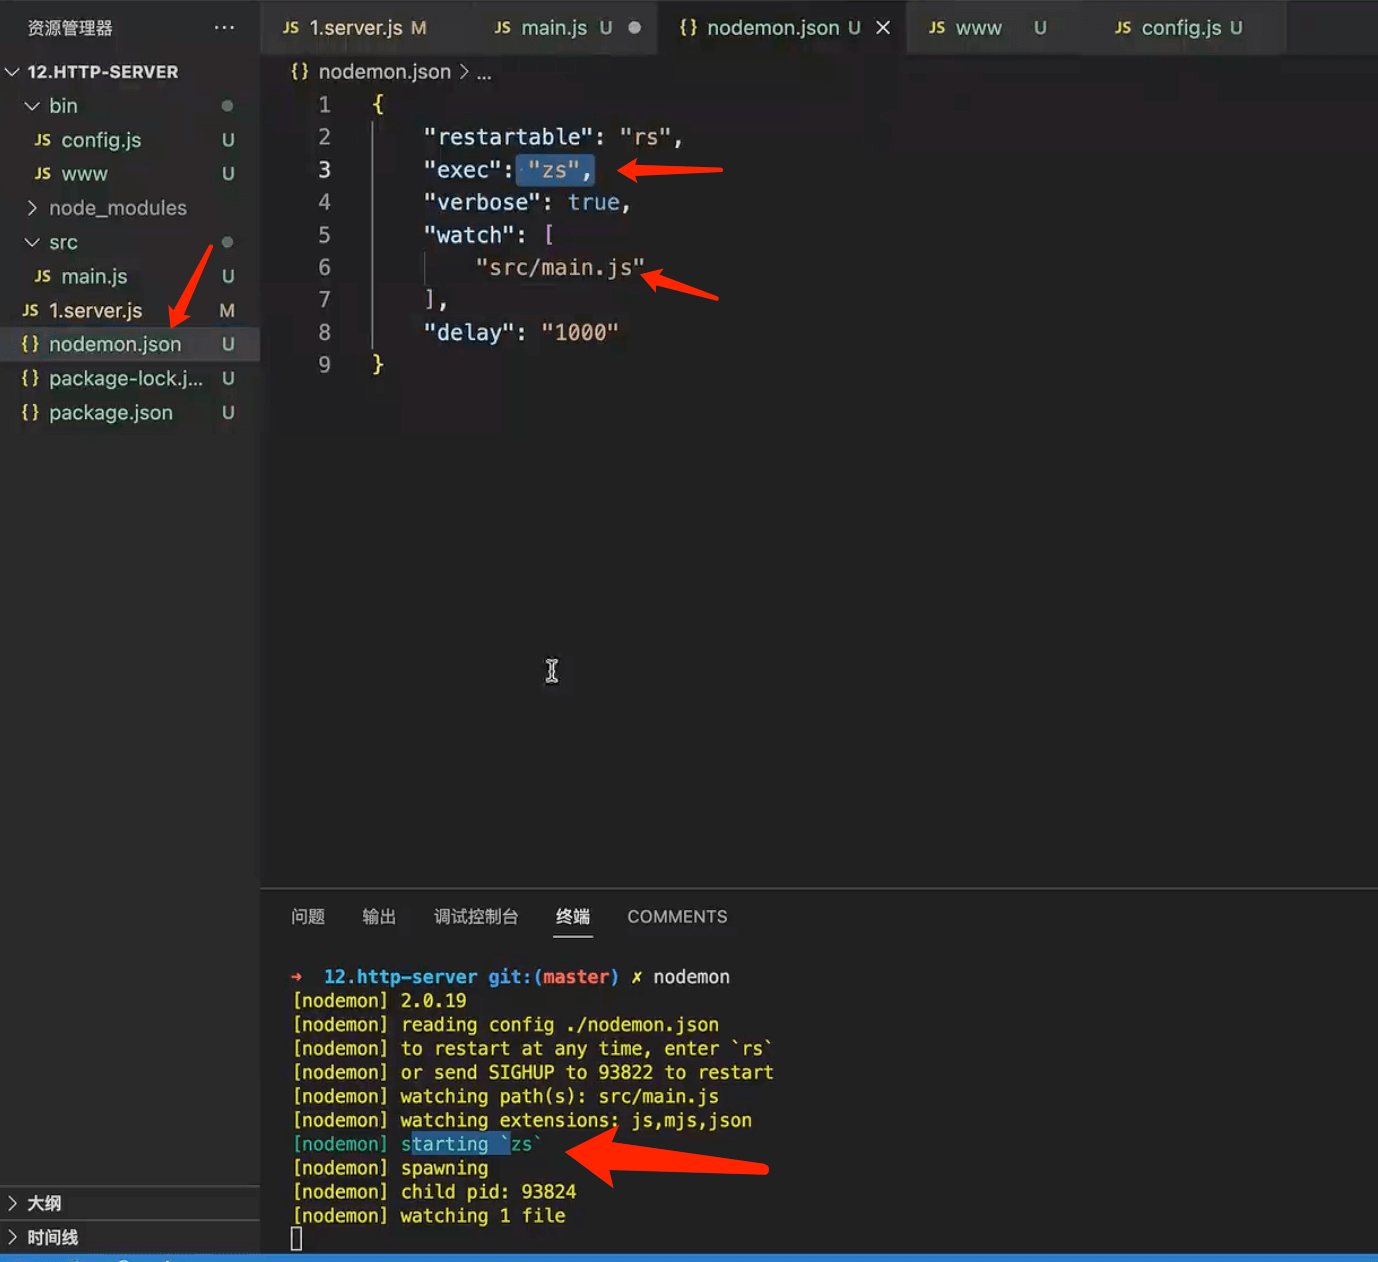 资源管理器 ···
JS 1.server.js M JS main.js U {} nodemon.json U JS www U JS config.js U
12.HTTP-SERVER
bin
JS config.js U
JS www U
node_modules
src
JS main.js U
JS 1.server.js M
{} nodemon.json U
{} package-lock.j... U
{} package.json U
{} nodemon.json > ...
1 {
2 "restartable": "rs",
3 "exec": "zs",
4 "verbose": true,
5 "watch": [
6 "src/main.js"
7 ],
8 "delay": "1000"
9 }
问题 输出 调试控制台 终端 COMMENTS
→ 12.http-server git:(master) ✗ nodemon
[nodemon] 2.0.19
[nodemon] reading config ./nodemon.json
[nodemon] to restart at any time, enter `rs`
[nodemon] or send SIGHUP to 93822 to restart
[nodemon] watching path(s): src/main.js
[nodemon] watching extensions: js,mjs,json
[nodemon] starting `zs`
[nodemon] spawning
[nodemon] child pid: 93824
[nodemon] watching 1 file
大纲
时间线